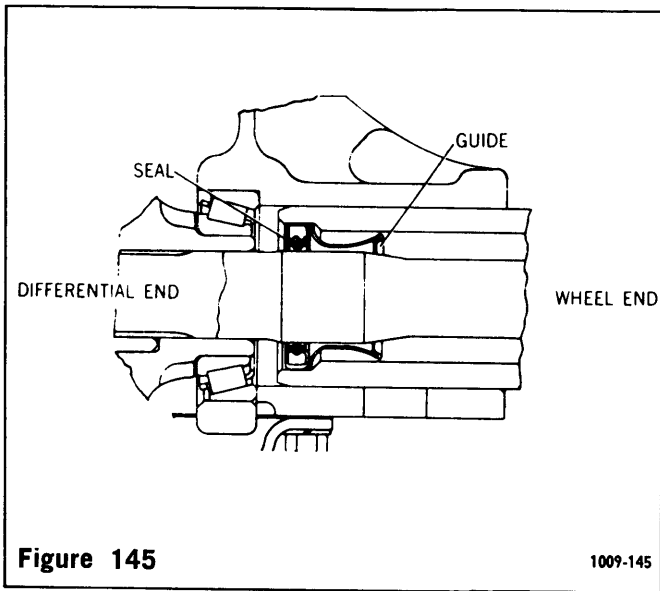 GUIDE
SEAL
DIFFERENTIAL END
WHEEL END
Figure 145
1009-145